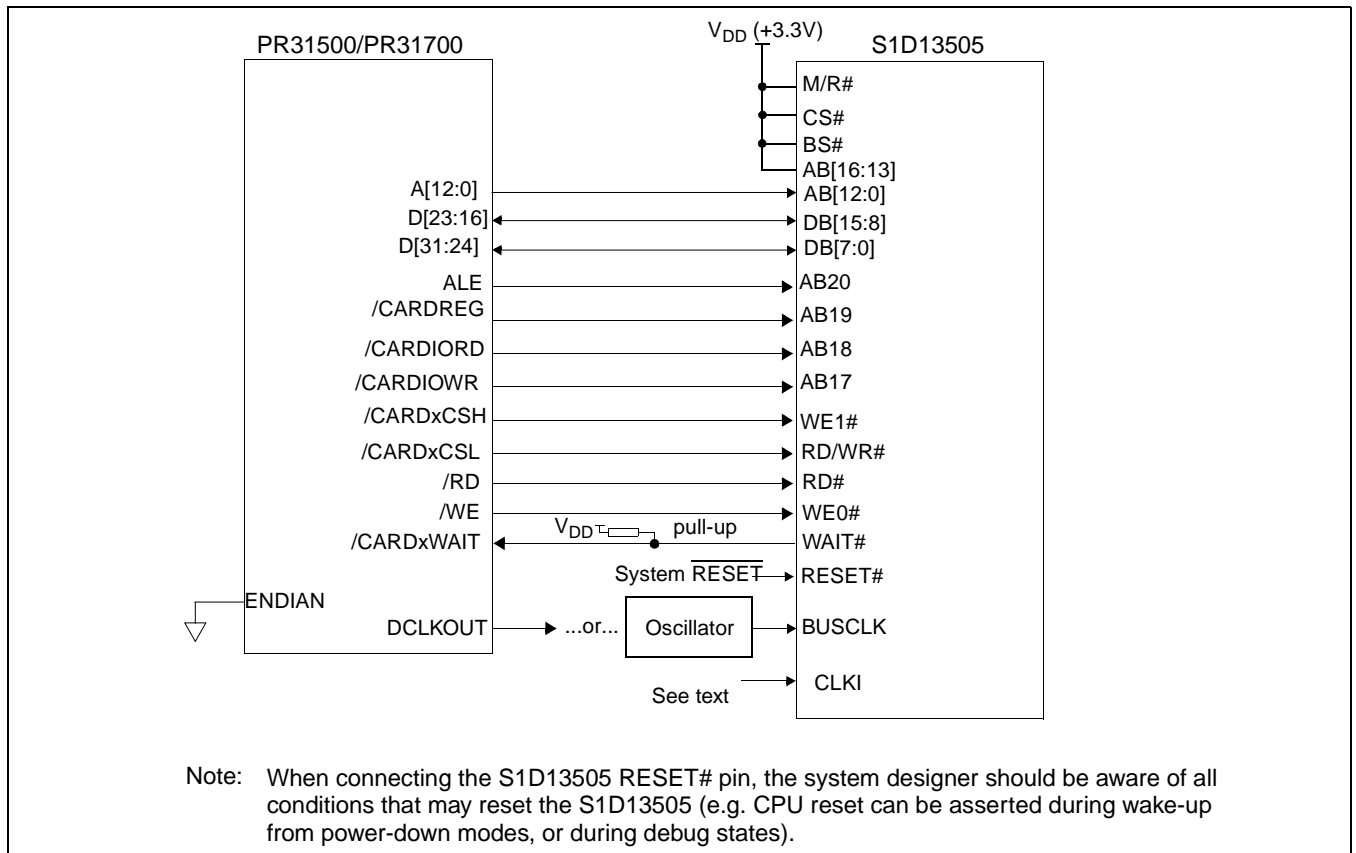 V_DD (+3.3V)
PR31500/PR31700
S1D13505
M/R#
CS#
BS#
AB[16:13]
A[12:0]
AB[12:0]
D[23:16]
DB[15:8]
D[31:24]
DB[7:0]
ALE
AB20
/CARDREG
AB19
/CARDIORD
AB18
/CARDIOWR
AB17
/CARDxCSH
WE1#
/CARDxCSL
RD/WR#
/RD
RD#
/WE
WE0#
V_DD
pull-up
/CARDxWAIT
WAIT#
System RESET
RESET#
ENDIAN
DCLKOUT
...or...
Oscillator
BUSCLK
See text
CLKI
Note: When connecting the S1D13505 RESET# pin, the system designer should be aware of all
conditions that may reset the S1D13505 (e.g. CPU reset can be asserted during wake-up
from power-down modes, or during debug states).